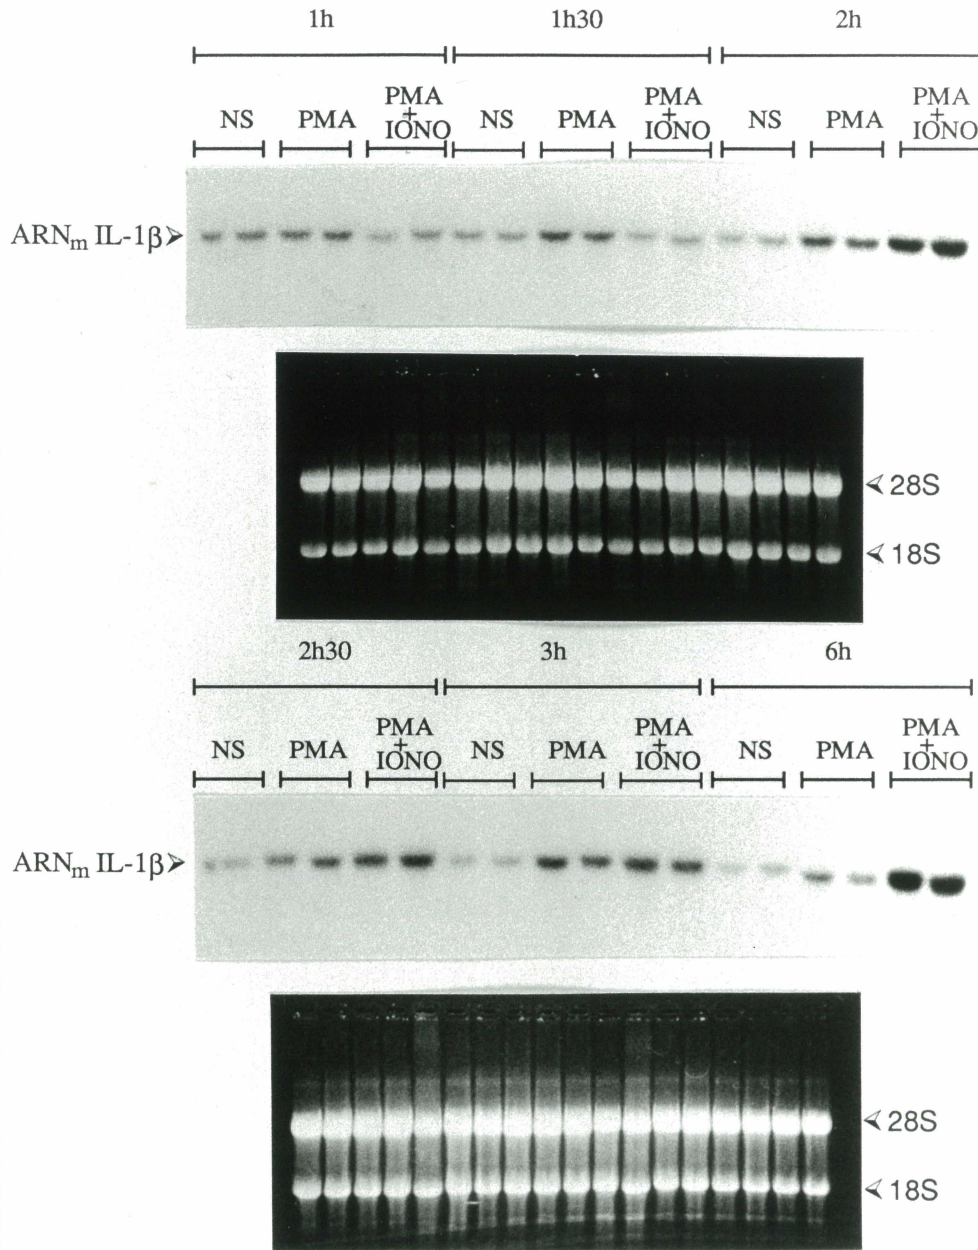 1h 1h30 2h
NS PMA PMA + IONO NS PMA PMA + IONO NS PMA PMA + IONO
ARNm IL-1β
28S
18S
2h30 3h 6h
NS PMA PMA + IONO NS PMA PMA + IONO NS PMA PMA + IONO
ARNm IL-1β
28S
18S